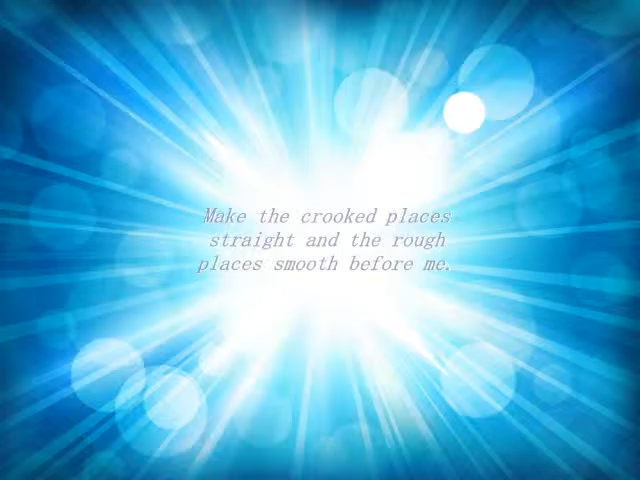 Make the crooked places
straight and the rough
places smooth before me.